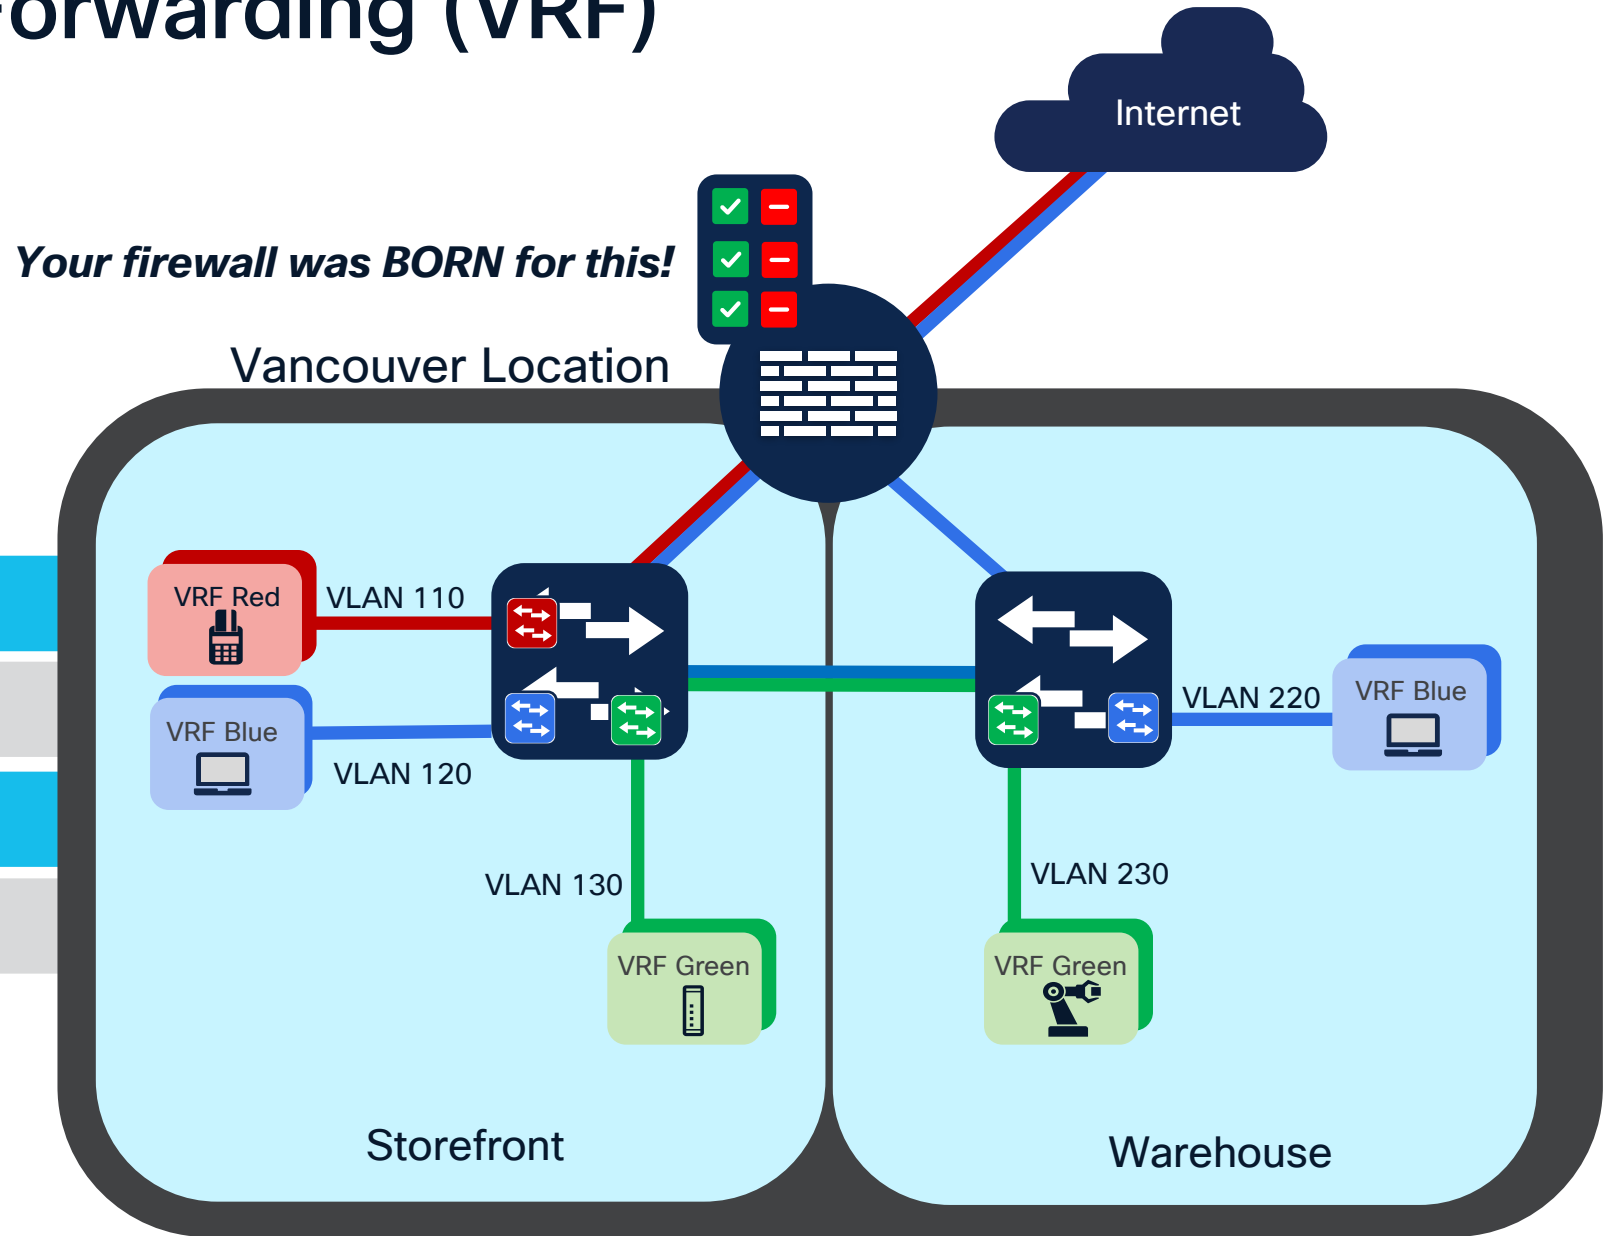 Forwarding (VRF)
Internet
Your firewall was BORN for this!
Vancouver Location
VRF Red
VLAN 110
VRF Blue
VLAN 120
VLAN 220
VRF Blue
VLAN 130
VLAN 230
VRF Green
VRF Green
Storefront
Warehouse